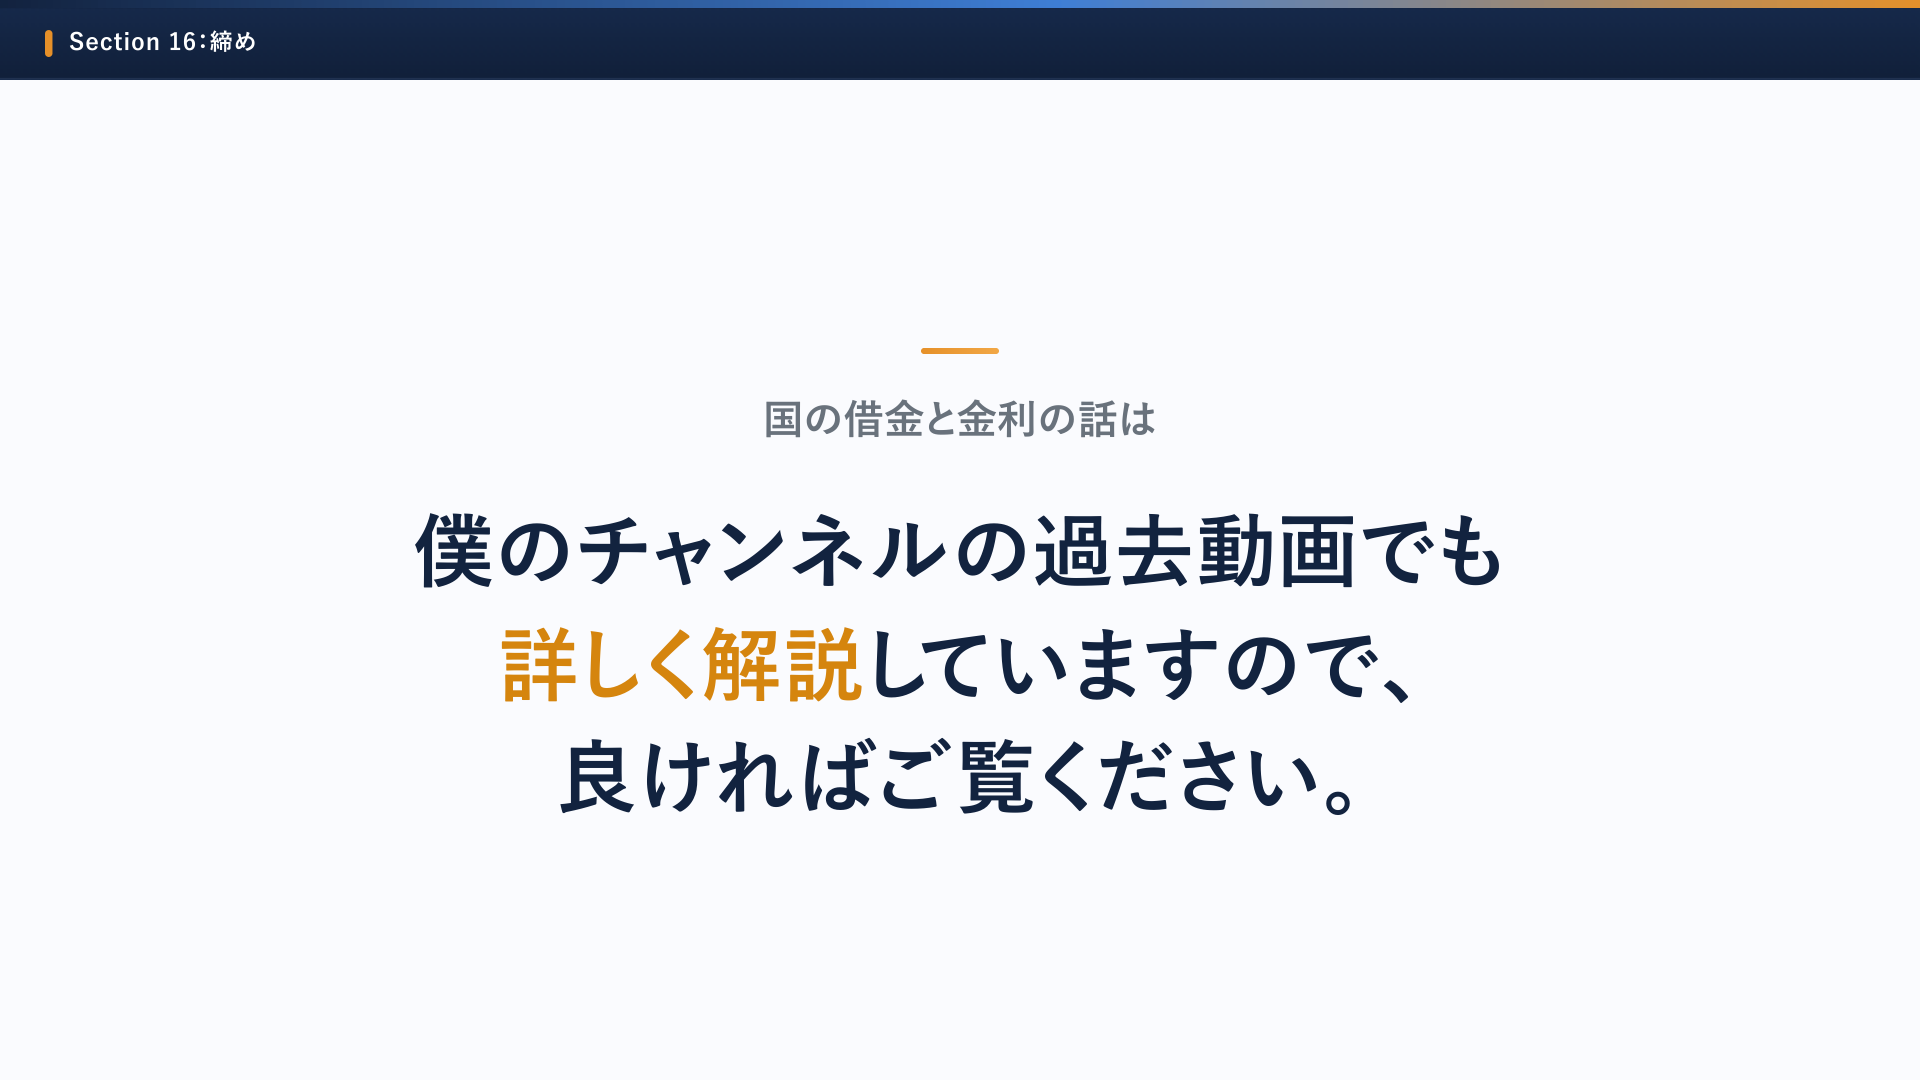 Section 16：締め
国の借金と金利の話は
僕のチャンネルの過去動画でも
詳しく解説していますので、
良ければご覧ください。